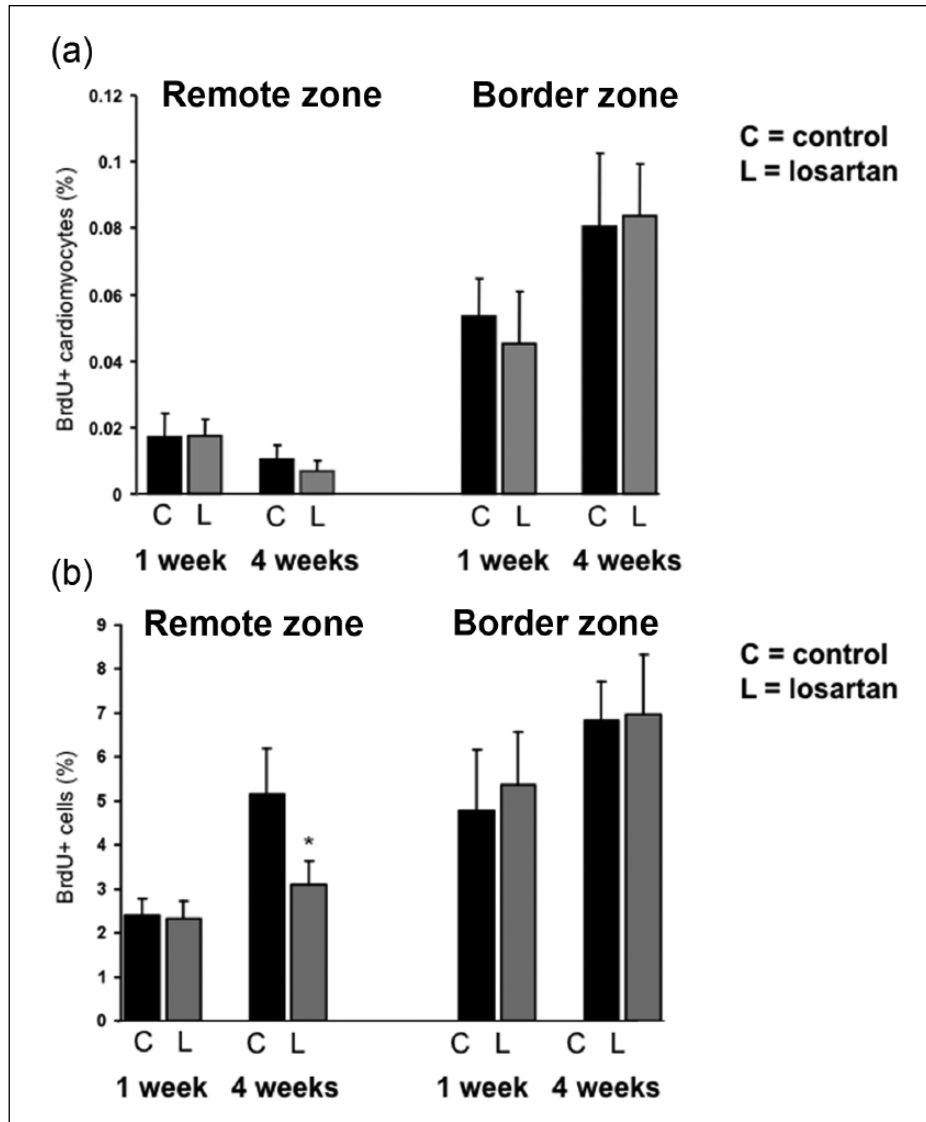 (a)
Remote zone Border zone
C = control
L = losartan
BrdU+ cardiomyocytes (%)
0.12
0.1
0.08
0.06
0.04
0.02
0
C L C L C L C L
1 week 4 weeks 1 week 4 weeks
(b)
Remote zone Border zone
C = control
L = losartan
BrdU+ cells (%)
9
8
7
6
5
4
3
2
1
0
*
C L C L C L C L
1 week 4 weeks 1 week 4 weeks